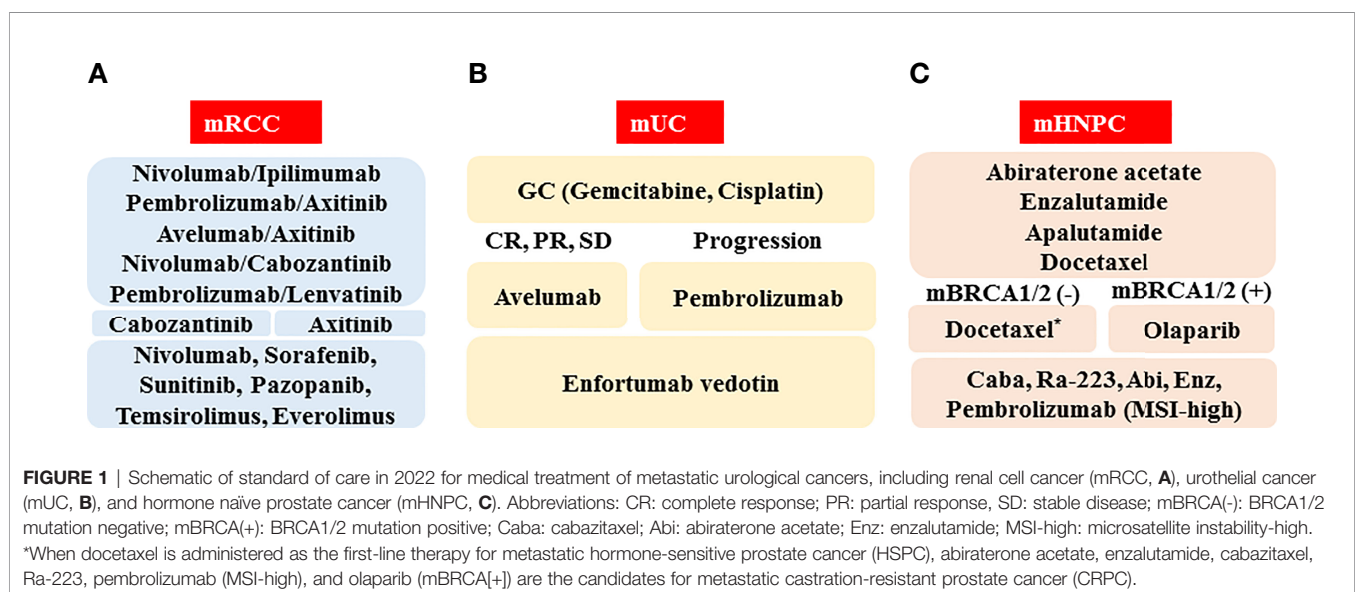 A
mRCC
Nivolumab/Ipilimumab
Pembrolizumab/Axitinib
Avelumab/Axitinib
Nivolumab/Cabozantinib
Pembrolizumab/Lenvatinib
Cabozantinib
Axitinib
Nivolumab, Sorafenib,
Sunitinib, Pazopanib,
Temsirolimus, Everolimus
B
mUC
GC (Gemcitabine, Cisplatin)
CR, PR, SD
Progression
Avelumab
Pembrolizumab
Enfortumab vedotin
C
mHNPC
Abiraterone acetate
Enzalutamide
Apalutamide
Docetaxel
mBRCA1/2 (-)
mBRCA1/2 (+)
Docetaxel*
Olaparib
Caba, Ra-223, Abi, Enz,
Pembrolizumab (MSI-high)
FIGURE 1 | Schematic of standard of care in 2022 for medical treatment of metastatic urological cancers, including renal cell cancer (mRCC, A), urothelial cancer
(mUC, B), and hormone naïve prostate cancer (mHNPC, C). Abbreviations: CR: complete response; PR: partial response, SD: stable disease; mBRCA(-): BRCA1/2
mutation negative; mBRCA(+): BRCA1/2 mutation positive; Caba: cabazitaxel; Abi: abiraterone acetate; Enz: enzalutamide; MSI-high: microsatellite instability-high.
*When docetaxel is administered as the first-line therapy for metastatic hormone-sensitive prostate cancer (HSPC), abiraterone acetate, enzalutamide, cabazitaxel,
Ra-223, pembrolizumab (MSI-high), and olaparib (mBRCA[+]) are the candidates for metastatic castration-resistant prostate cancer (CRPC).